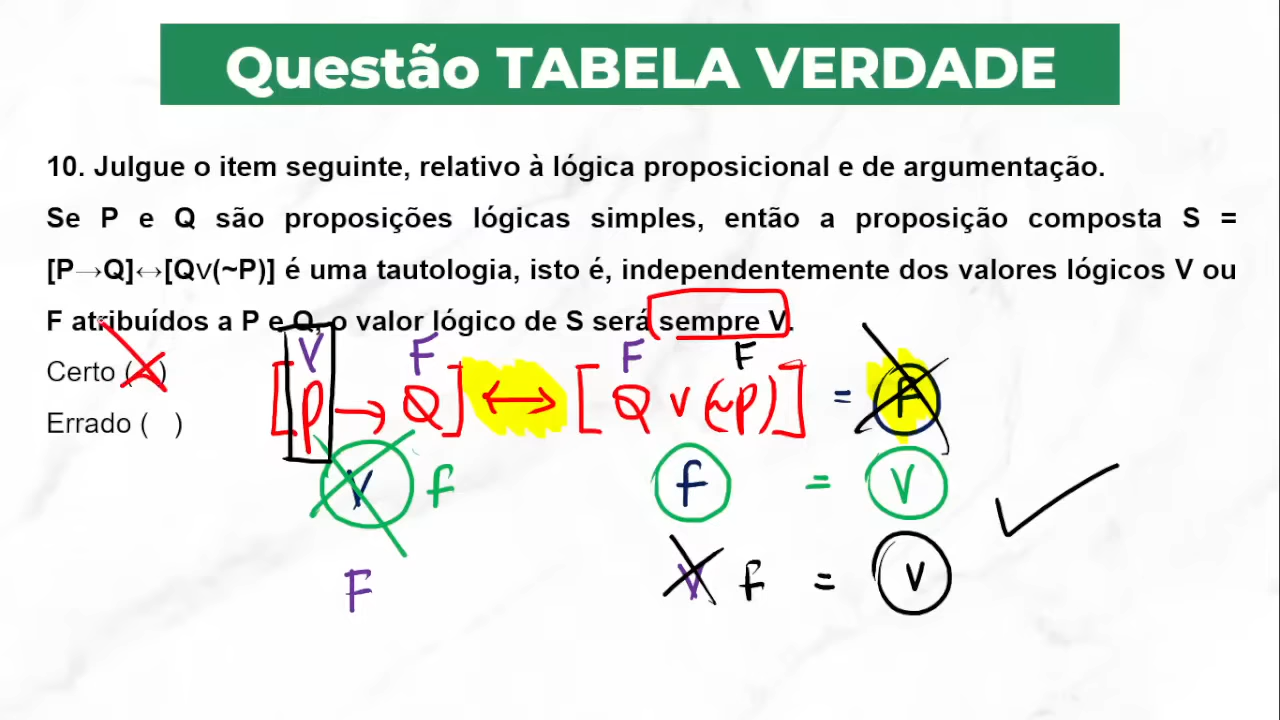 Questão TABELA VERDADE
10. Julgue o item seguinte, relativo à lógica proposicional e de argumentação.
Se P e Q são proposições lógicas simples, então a proposição composta S =
[P→Q]↔[Q∨(~P)] é uma tautologia, isto é, independentemente dos valores lógicos V ou
F atribuídos a P e Q, o valor lógico de S será sempre V.
V F F F
Certo ( )
[P → Q] ↔ [Q ∨ (~P)] = F
Errado ( )
V f f = V
F V f = V